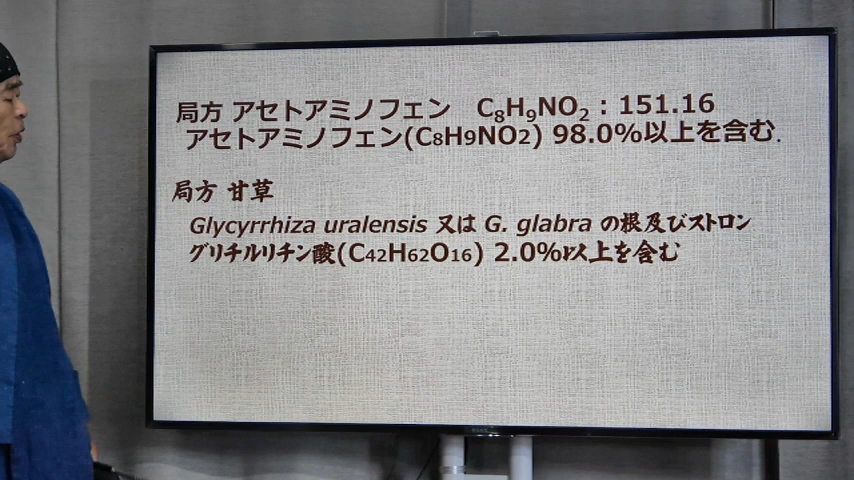 局方 アセトアミノフェン C₈H₉NO₂ : 151.16
アセトアミノフェン(C8H9NO2) 98.0%以上を含む.
局方 甘草
Glycyrrhiza uralensis 又は G. glabra の根及びストロン
グリチルリチン酸(C42H62O16) 2.0%以上を含む